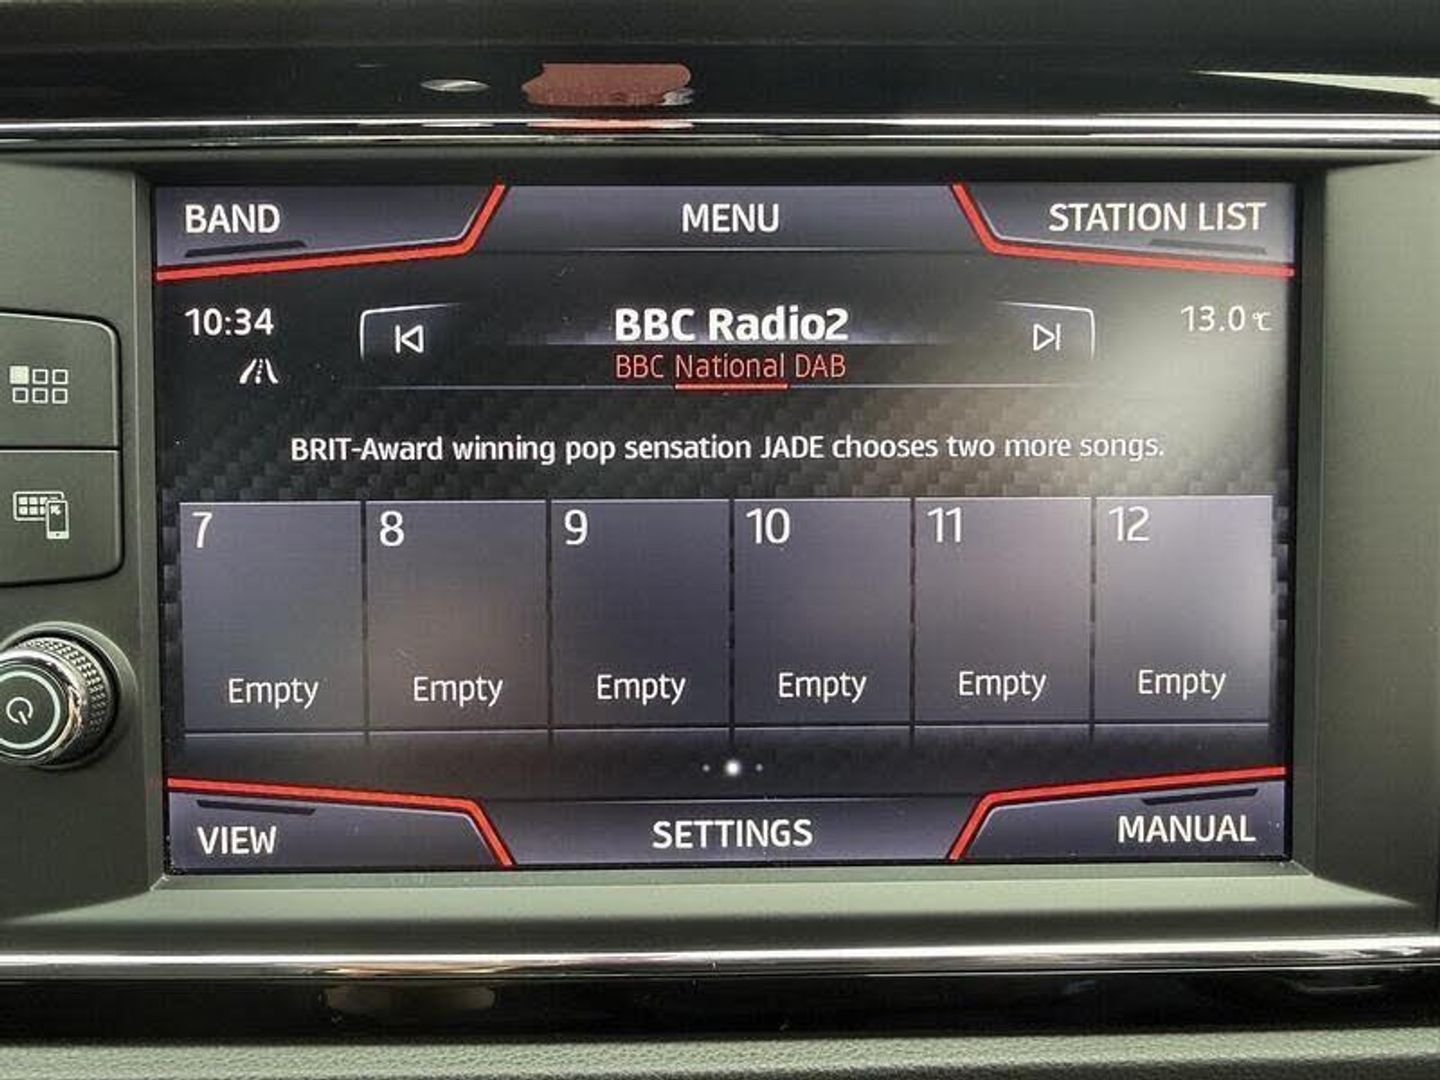 BAND MENU STATION LIST
10:34 BBC Radio2 13.0 °C
BBC National DAB
BRIT-Award winning pop sensation JADE chooses two more songs.
7 8 9 10 11 12
Empty Empty Empty Empty Empty Empty
VIEW SETTINGS MANUAL